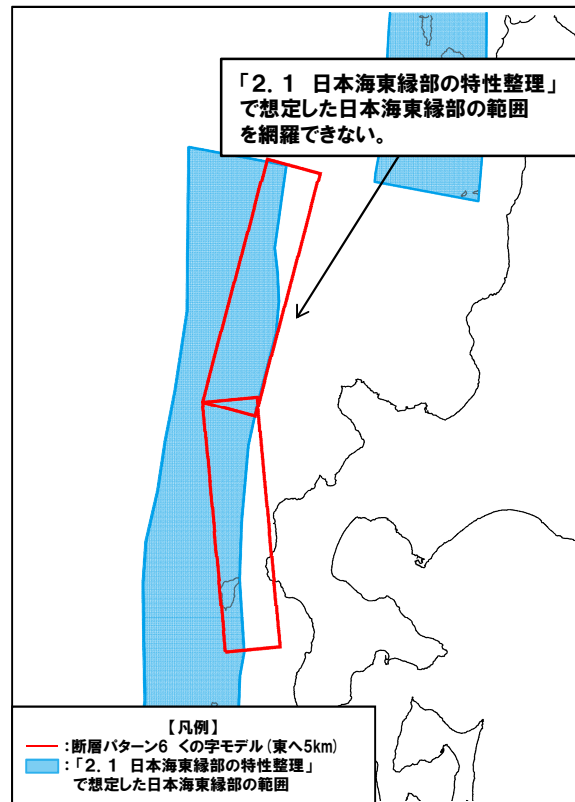 「2.1 日本海東縁部の特性整理」
で想定した日本海東縁部の範囲
を網羅できない。
【凡例】
:断層パターン6 くの字モデル(東へ5km)
:「2.1 日本海東縁部の特性整理」
で想定した日本海東縁部の範囲